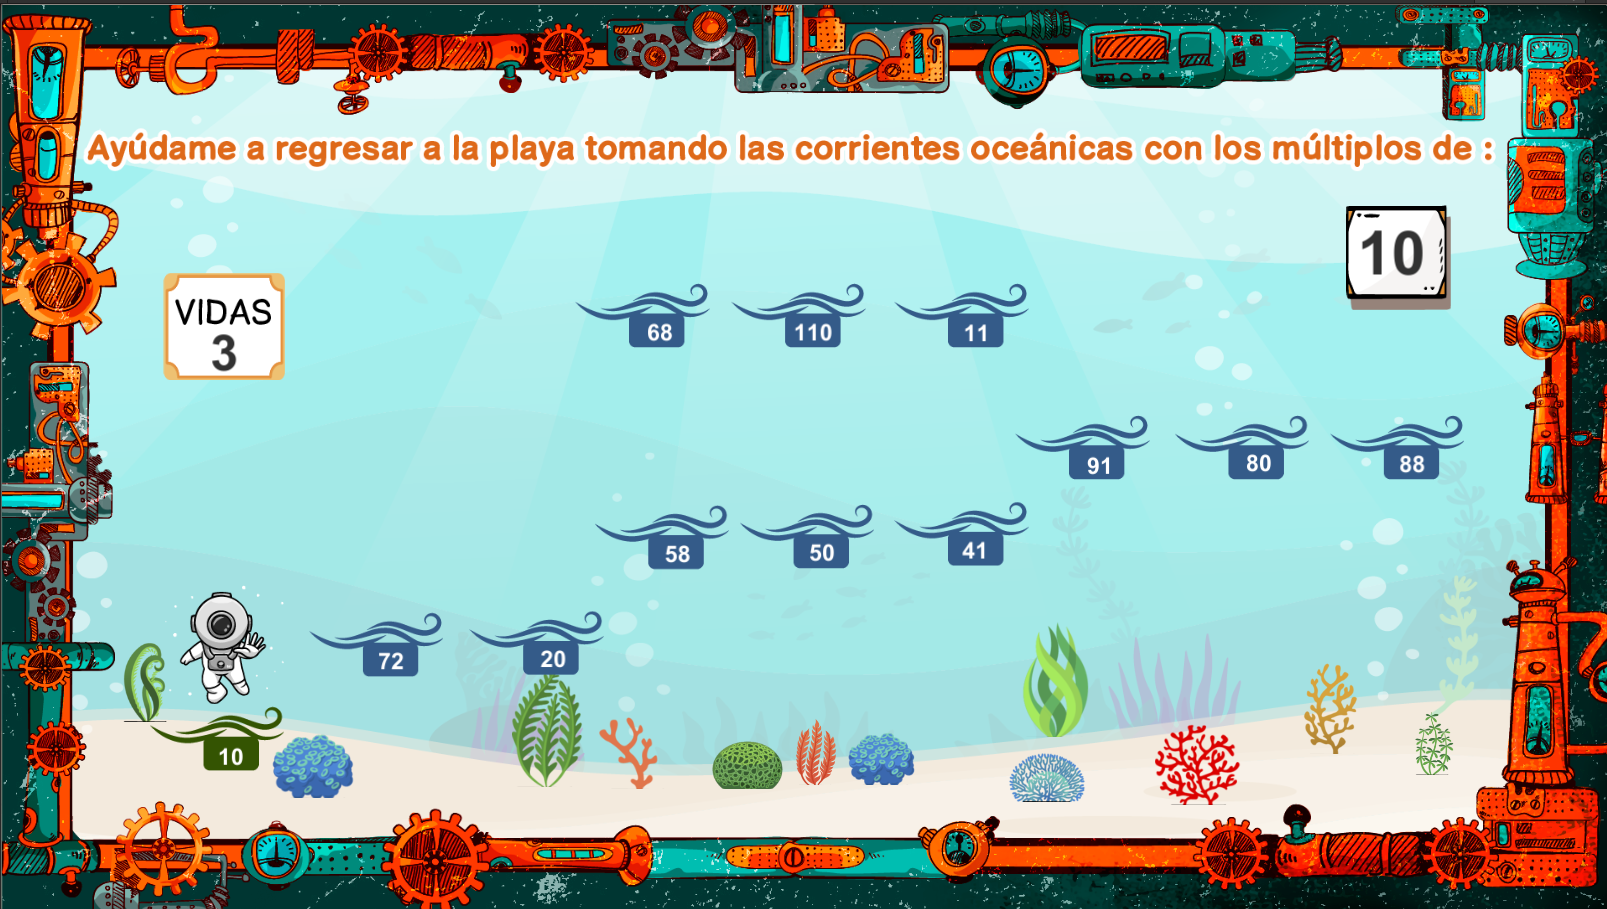 Ayúdame a regresar a la playa tomando las corrientes oceánicas con los múltiplos de :
10
VIDAS
3
68 110 11
91 80 88
58 50 41
72 20
10